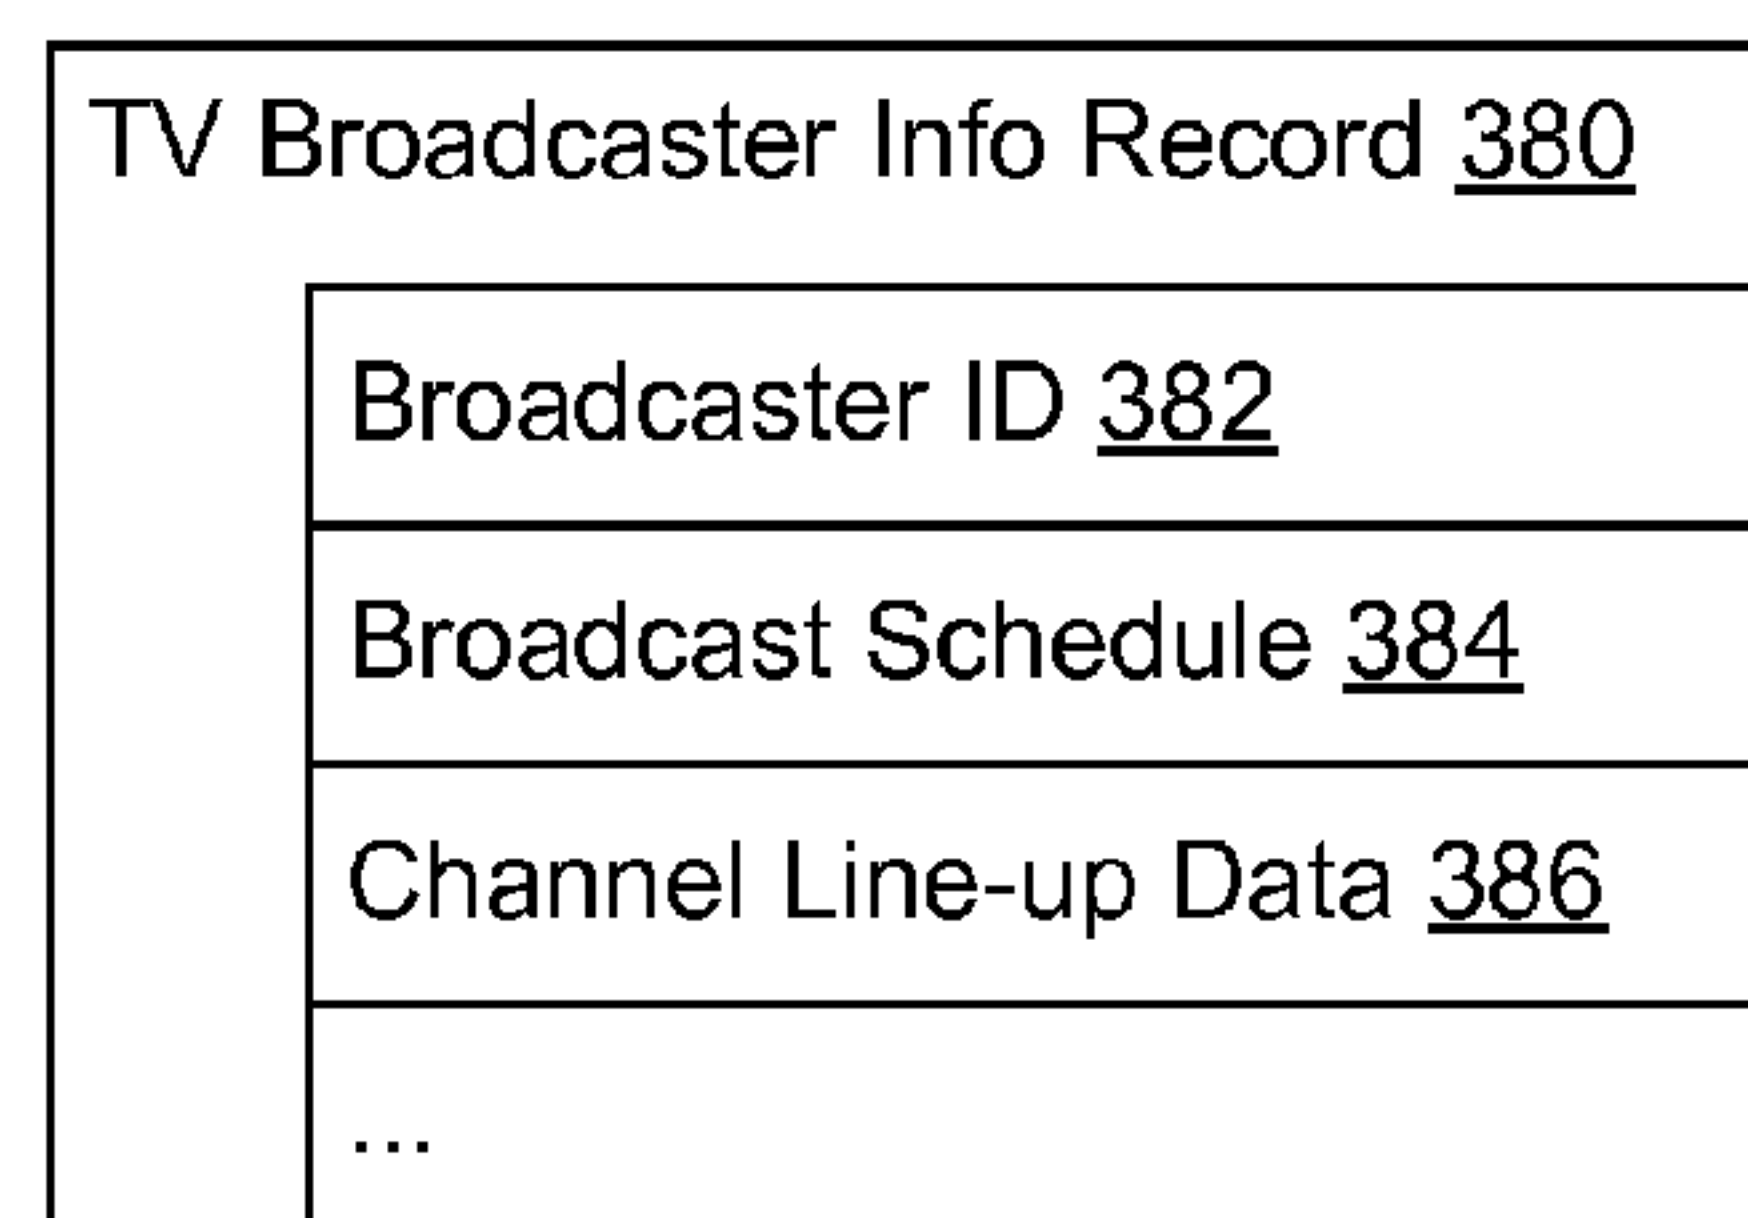 TV Broadcaster Info Record 380
Broadcaster ID 382
Broadcast Schedule 384
Channel Line-up Data 386
...